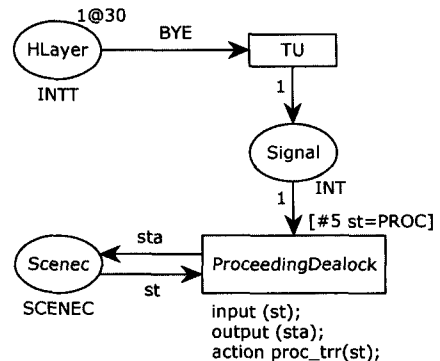 1@30
HLayer
BYE
TU
INTT
1
Signal
INT
1
[#5 st=PROC]
sta
Scenec
ProceedingDealock
st
SCENEC
input (st);
output (sta);
action proc_trr(st);